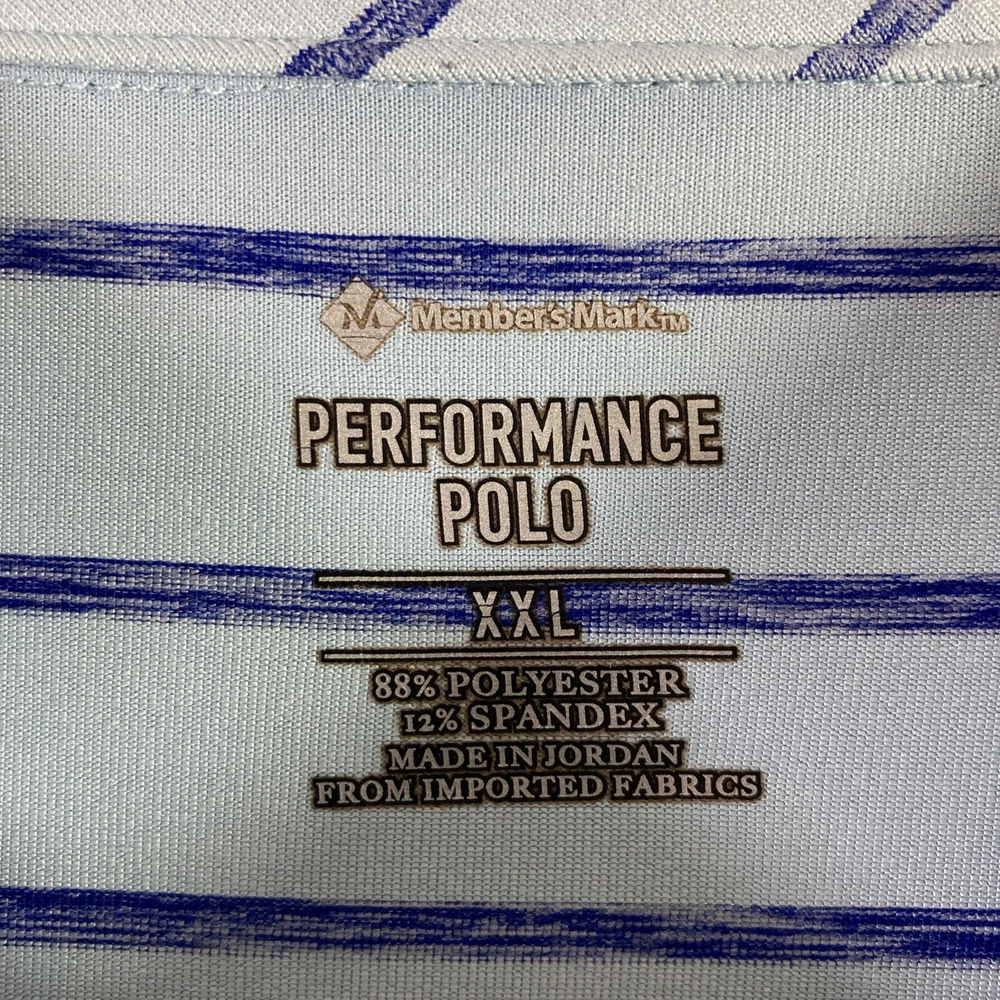 M Member's Mark™
PERFORMANCE
POLO
XXL
88% POLYESTER
12% SPANDEX
MADE IN JORDAN
FROM IMPORTED FABRICS